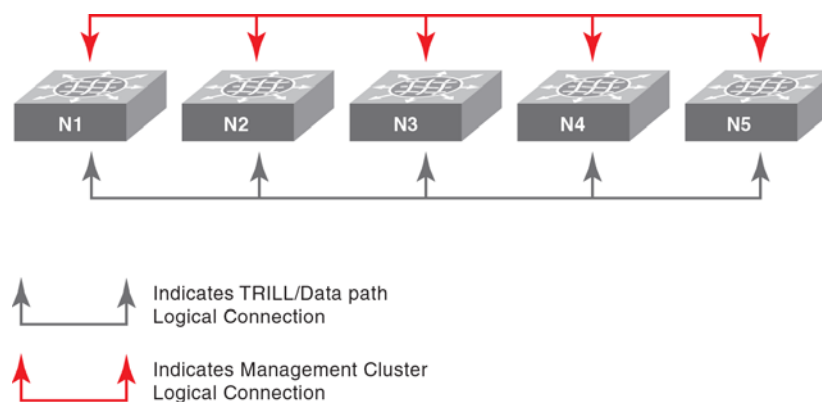 N1
N2
N3
N4
N5
Indicates TRILL/Data path
Logical Connection
Indicates Management Cluster
Logical Connection